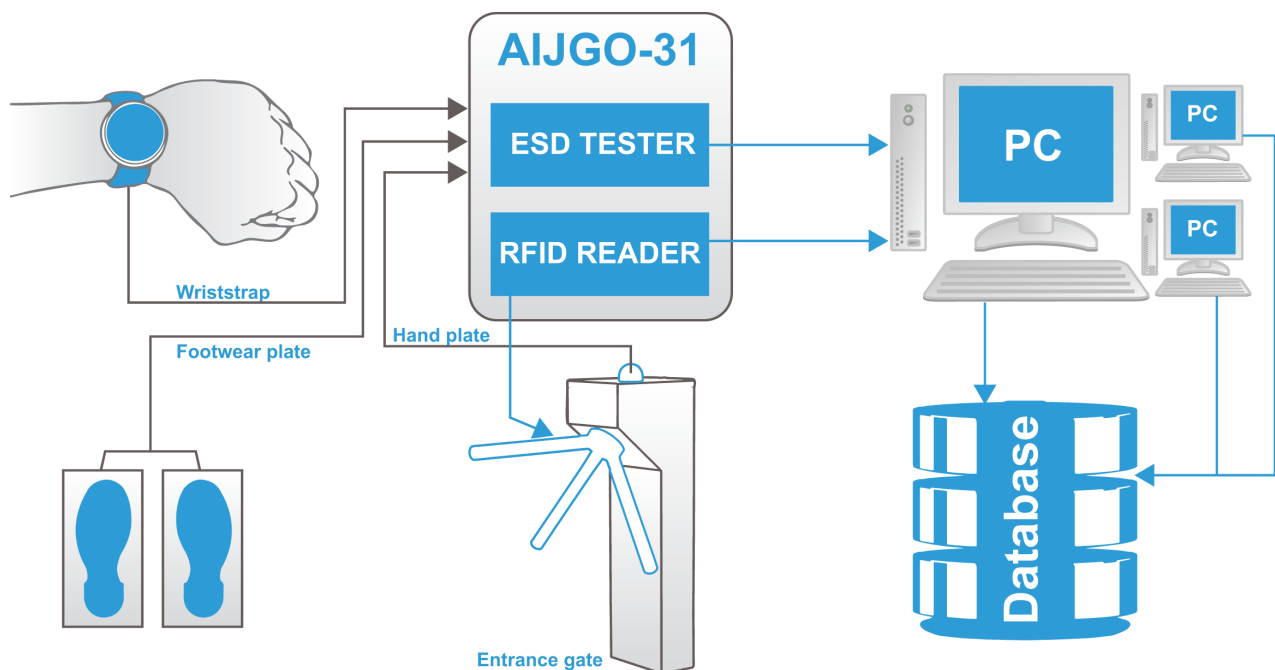 AIJGO-31
ESD TESTER
RFID READER
PC
PC
PC
Wriststrap
Footwear plate
Hand plate
Entrance gate
Database